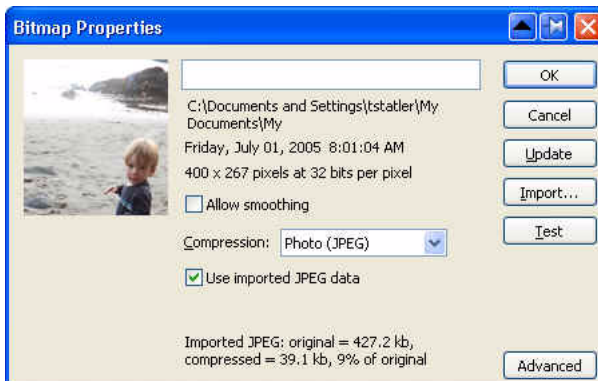 Bitmap Properties
OK
C:\Documents and Settings\tstatler\My
Documents\My
Cancel
Friday, July 01, 2005 8:01:04 AM
Update
400 x 267 pixels at 32 bits per pixel
Import...
Allow smoothing
Test
Compression: Photo (JPEG)
Use imported JPEG data
Imported JPEG: original = 427.2 kb,
compressed = 39.1 kb, 9% of original
Advanced